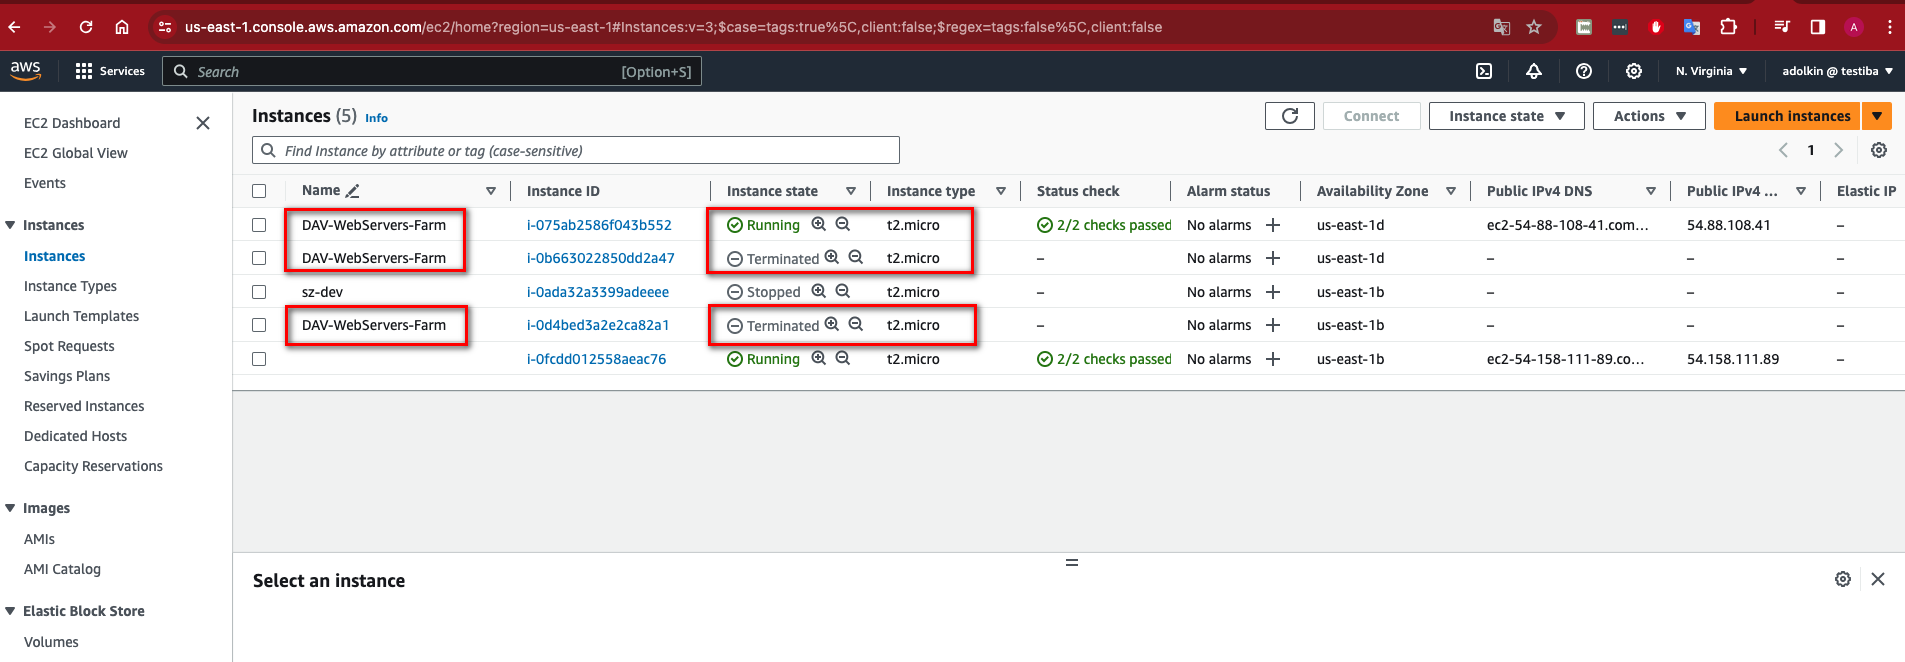 us-east-1.console.aws.amazon.com/ec2/home?region=us-east-1#Instances:v=3;$case=tags:true%5C,client:false;$regex=tags:false%5C,client:false
A
aws Services Search [Option+S] N. Virginia adolkin @ testiba
EC2 Dashboard
EC2 Global View
Events
Instances
Instances
Instance Types
Launch Templates
Spot Requests
Savings Plans
Reserved Instances
Dedicated Hosts
Capacity Reservations
Images
AMIs
AMI Catalog
Elastic Block Store
Volumes
Instances (5) Info Connect Instance state Actions Launch instances
Find Instance by attribute or tag (case-sensitive) 1
Name Instance ID Instance state Instance type Status check Alarm status Availability Zone Public IPv4 DNS Public IPv4 ... Elastic IP
DAV-WebServers-Farm i-075ab2586f043b552 Running t2.micro 2/2 checks passed No alarms us-east-1d ec2-54-88-108-41.com... 54.88.108.41 –
DAV-WebServers-Farm i-0b663022850dd2a47 Terminated t2.micro – No alarms us-east-1d – – –
sz-dev i-0ada32a3399adeeee Stopped t2.micro – No alarms us-east-1b – – –
DAV-WebServers-Farm i-0d4bed3a2e2ca82a1 Terminated t2.micro – No alarms us-east-1b – – –
i-0fcdd012558aeac76 Running t2.micro 2/2 checks passed No alarms us-east-1b ec2-54-158-111-89.co... 54.158.111.89 –
Select an instance